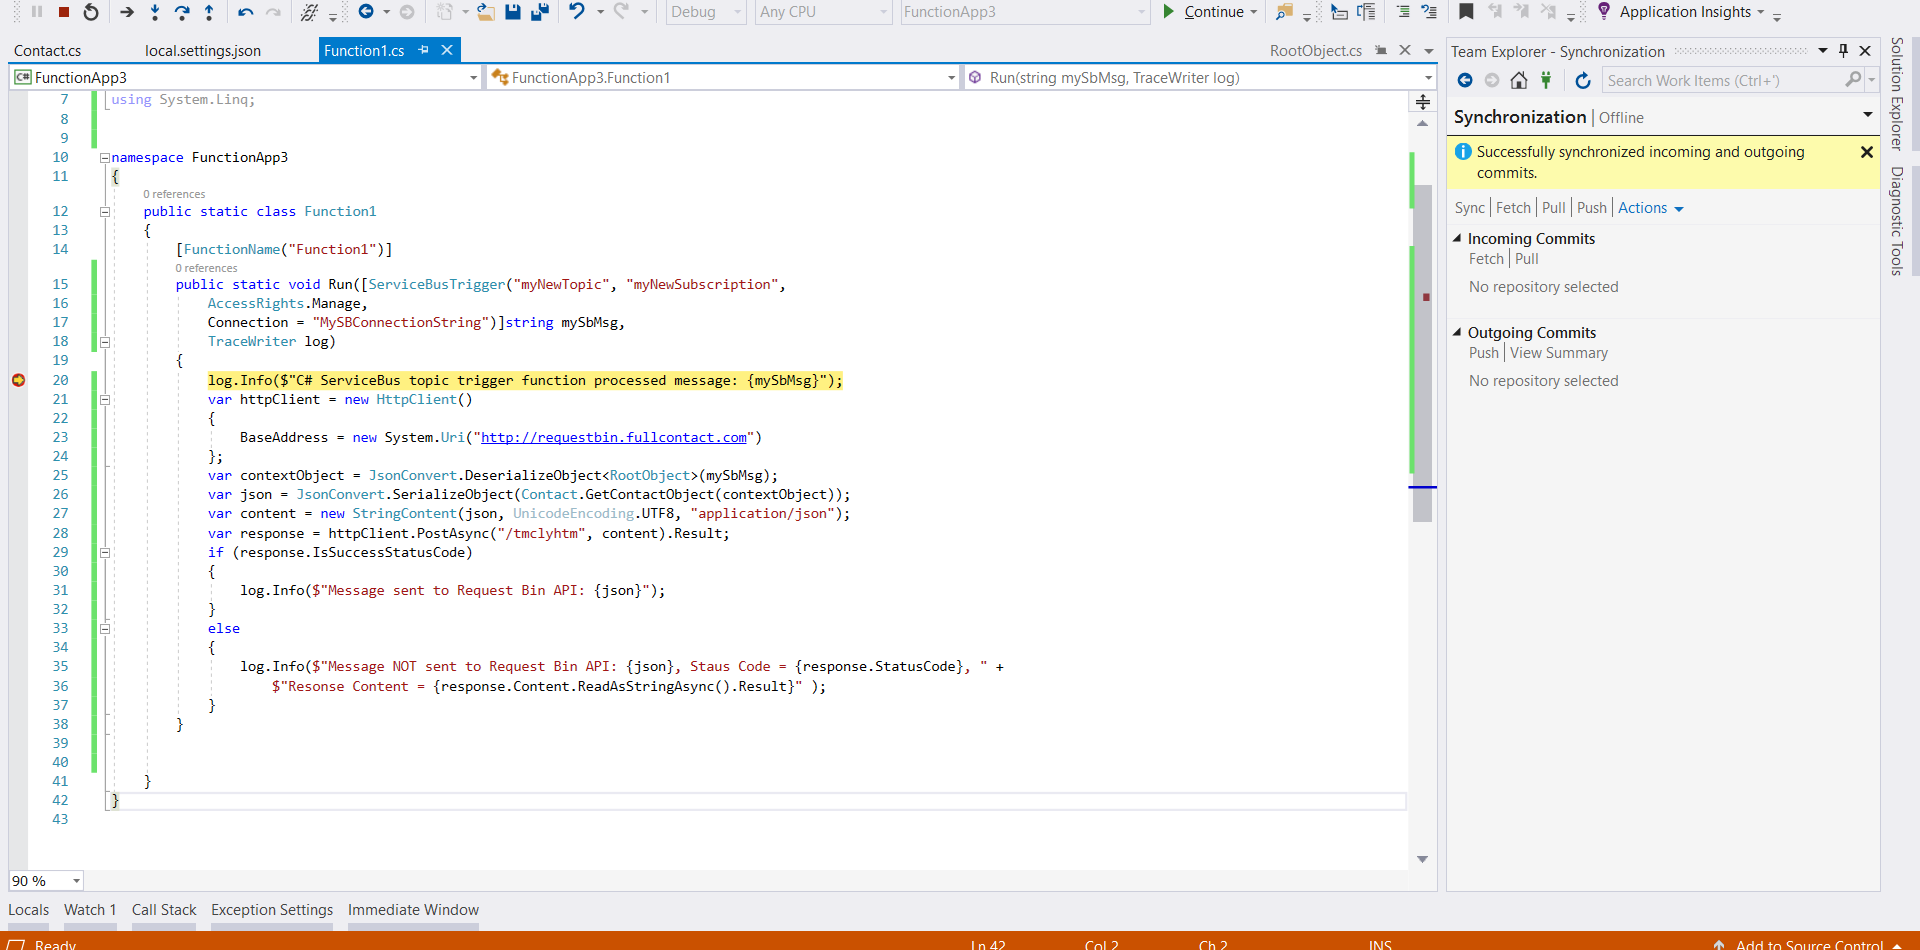 Debug Any CPU FunctionApp3 Continue Application Insights
Contact.cs local.settings.json Function1.cs RootObject.cs
C# FunctionApp3 FunctionApp3.Function1 Run(string mySbMsg, TraceWriter log)
7 using System.Linq;
8
9
10 namespace FunctionApp3
11 {
0 references
12 public static class Function1
13 {
14 [FunctionName("Function1")]
0 references
15 public static void Run([ServiceBusTrigger("myNewTopic", "myNewSubscription",
16 AccessRights.Manage,
17 Connection = "MySBConnectionString")]string mySbMsg,
18 TraceWriter log)
19 {
20 log.Info($"C# ServiceBus topic trigger function processed message: {mySbMsg}");
21 var httpClient = new HttpClient()
22 {
23 BaseAddress = new System.Uri("http://requestbin.fullcontact.com")
24 };
25 var contextObject = JsonConvert.DeserializeObject<RootObject>(mySbMsg);
26 var json = JsonConvert.SerializeObject(Contact.GetContactObject(contextObject));
27 var content = new StringContent(json, UnicodeEncoding.UTF8, "application/json");
28 var response = httpClient.PostAsync("/tmclyhtm", content).Result;
29 if (response.IsSuccessStatusCode)
30 {
31 log.Info($"Message sent to Request Bin API: {json}");
32 }
33 else
34 {
35 log.Info($"Message NOT sent to Request Bin API: {json}, Staus Code = {response.StatusCode}, " +
36 $"Resonse Content = {response.Content.ReadAsStringAsync().Result}" );
37 }
38 }
39
40
41 }
42 }
43
90 %
Locals Watch 1 Call Stack Exception Settings Immediate Window
Ready Ln 42 Col 2 Ch 2 INS Add to Source Control
Team Explorer - Synchronization
Search Work Items (Ctrl+')
Synchronization | Offline
Successfully synchronized incoming and outgoing
commits.
Sync | Fetch | Pull | Push | Actions
Incoming Commits
Fetch | Pull
No repository selected
Outgoing Commits
Push | View Summary
No repository selected
Solution Explorer
Diagnostic Tools